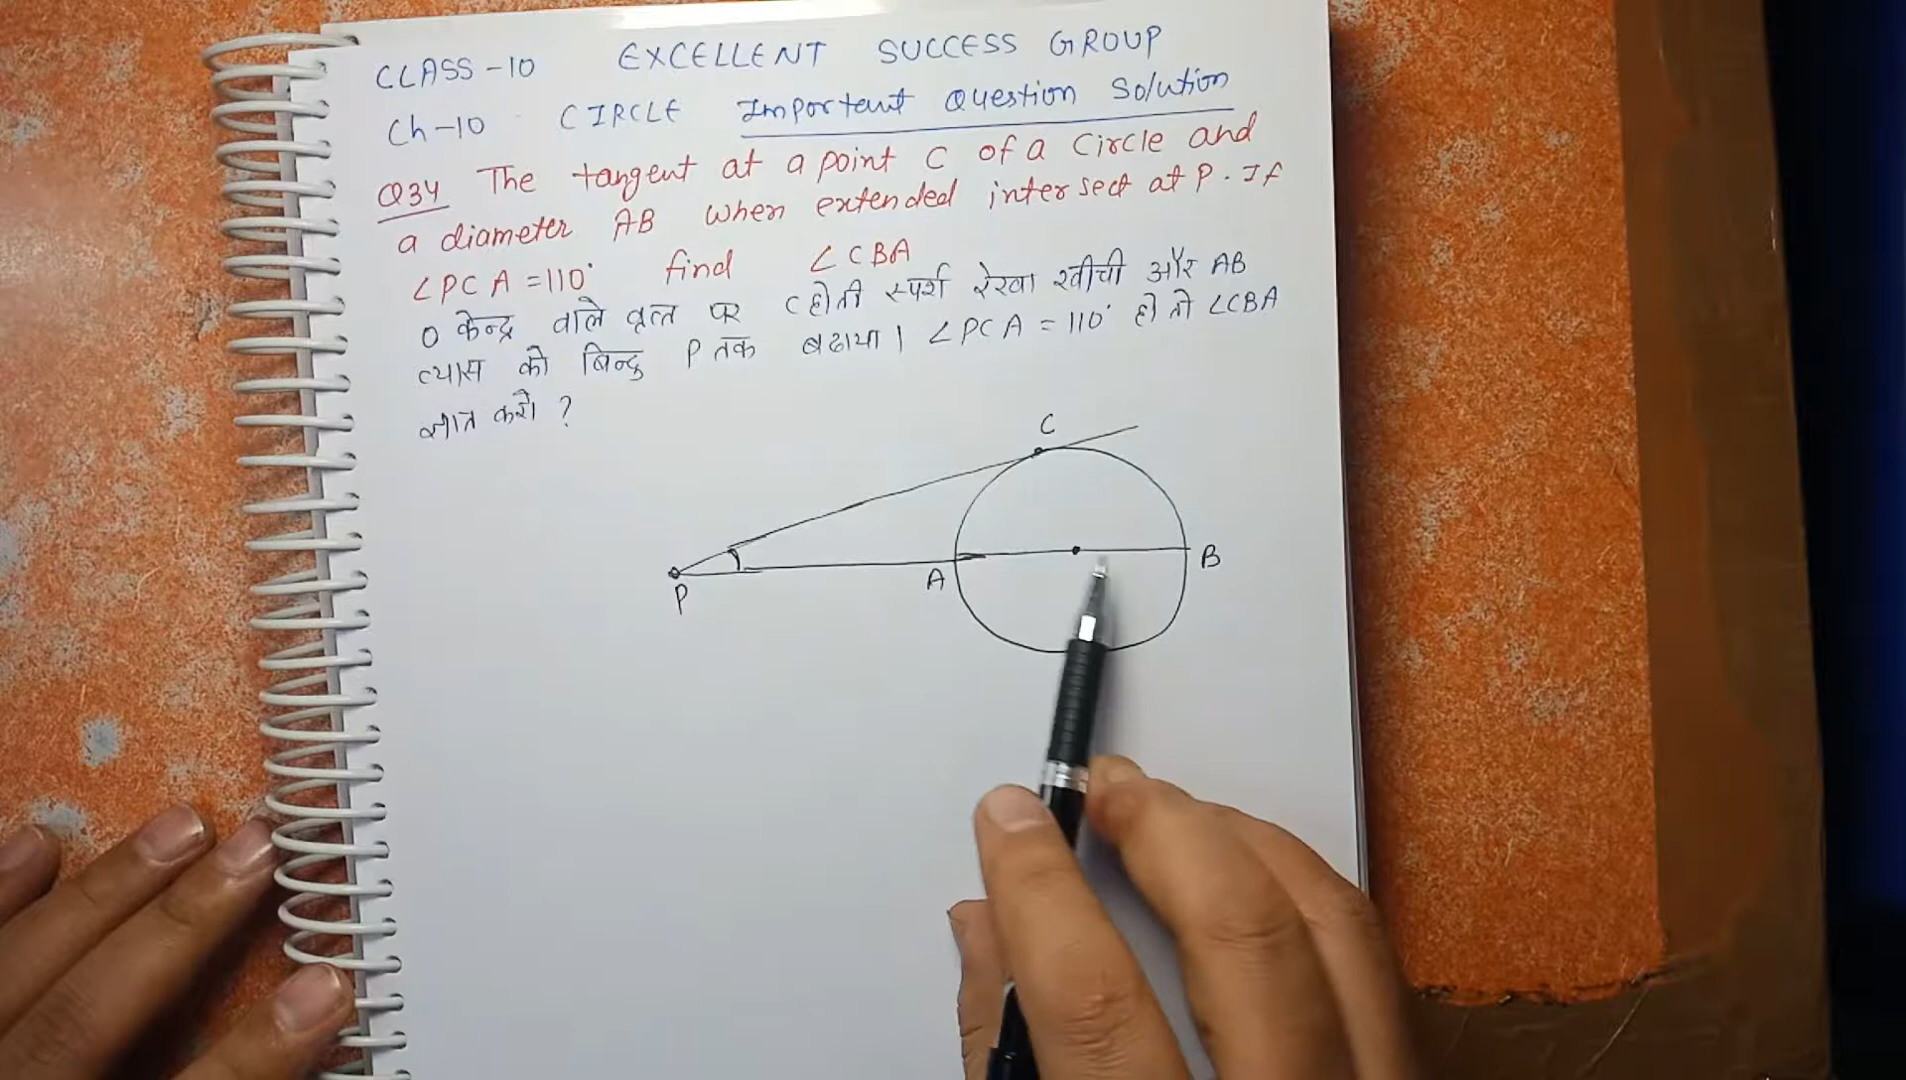 CLASS-10 EXCELLENT SUCCESS GROUP
Ch-10 CIRCLE Important Question Solution
Q34 The tangent at a point C of a Circle and
a diameter AB when extended intersect at P. If
∠PCA = 110° find ∠CBA
O केन्द्र वाले वृत्त पर C होती स्पर्श रेखा खीची और AB
व्यास को बिन्दु P तक बढाया। ∠PCA = 110° हो तो ∠CBA
ज्ञात करो ?
C
P
A
B